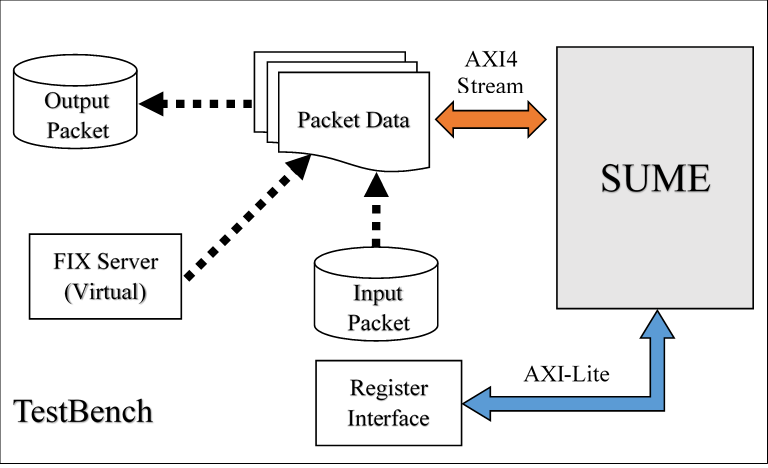 Output
Packet
Packet Data
AXI4
Stream
SUME
FIX Server
(Virtual)
Input
Packet
Register
Interface
AXI-Lite
TestBench